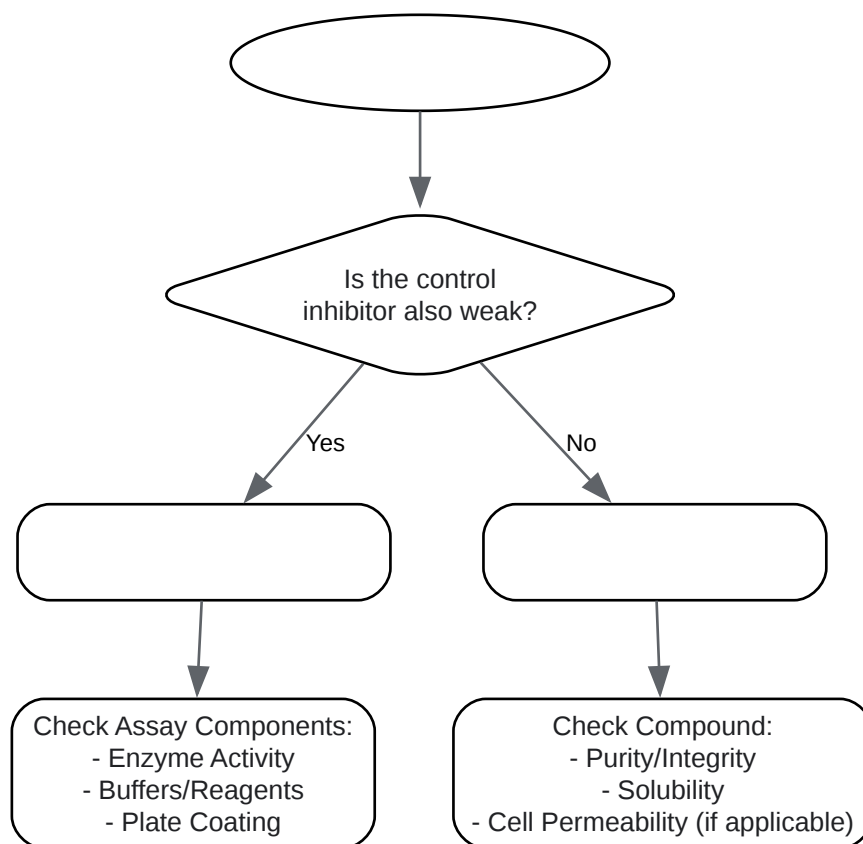 Is the control
inhibitor also weak?
Yes
No
Check Assay Components:
- Enzyme Activity
- Buffers/Reagents
- Plate Coating
Check Compound:
- Purity/Integrity
- Solubility
- Cell Permeability (if applicable)